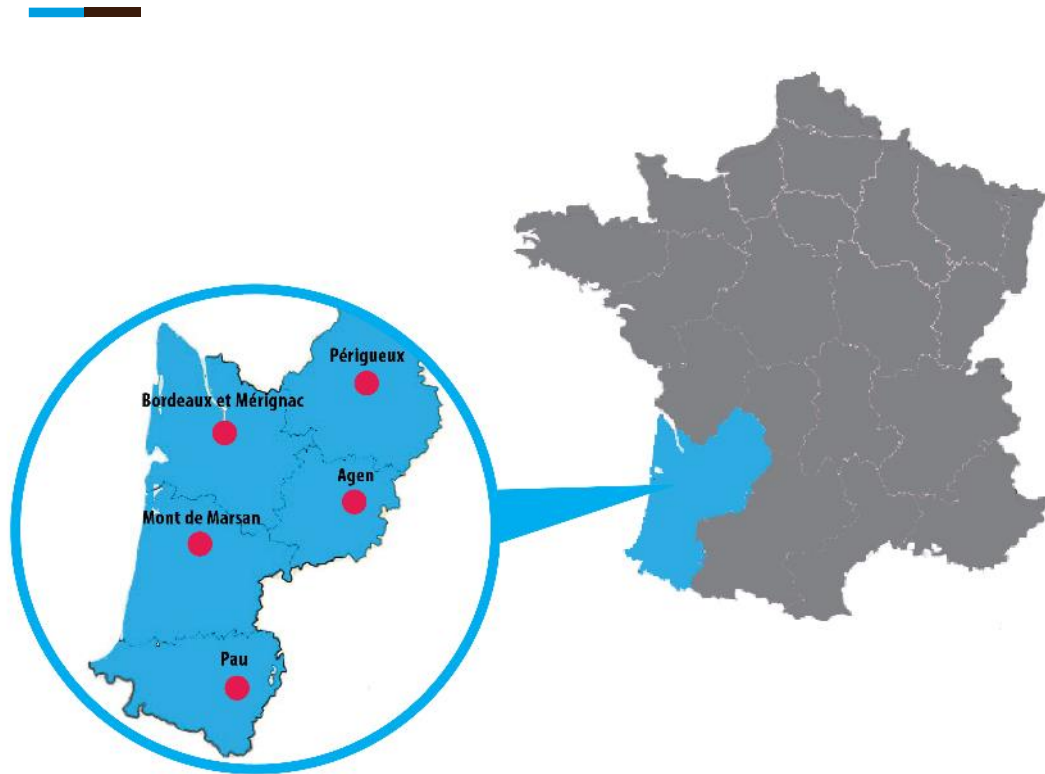 Périgueux
Bordeaux et Mérignac
Agen
Mont de Marsan
Pau